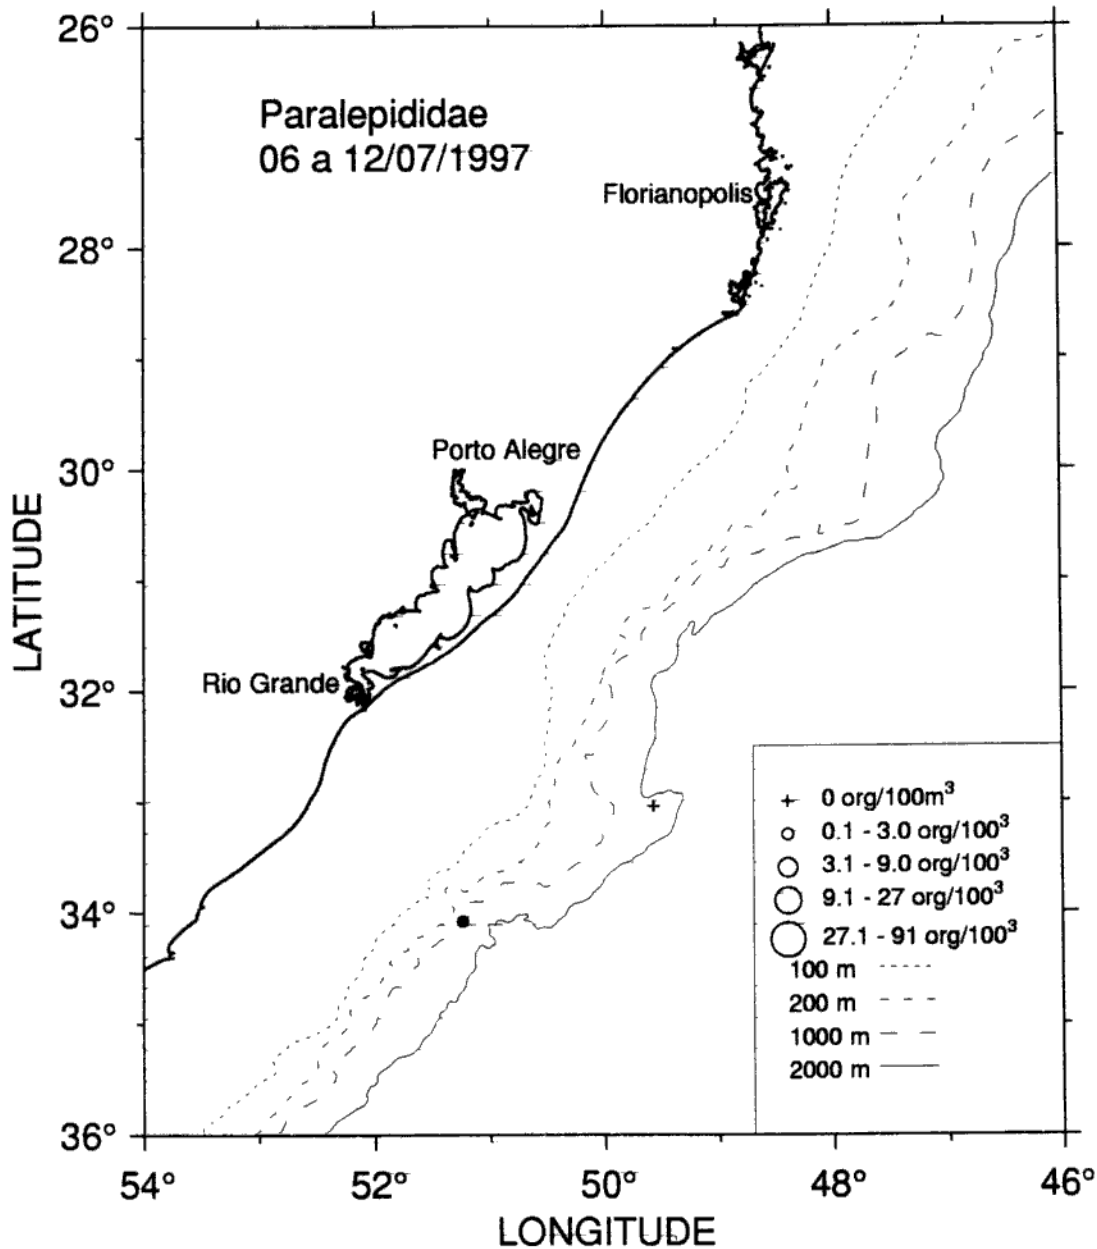 26°
Paralepididae
06 a 12/07/1997
Florianopolis
28°
30°
Porto Alegre
LATITUDE
Rio Grande
32°
0 org/100m³
0.1 - 3.0 org/100³
3.1 - 9.0 org/100³
9.1 - 27 org/100³
27.1 - 91 org/100³
34°
100 m
200 m
1000 m
2000 m
36°
54° 52° 50° 48° 46°
LONGITUDE